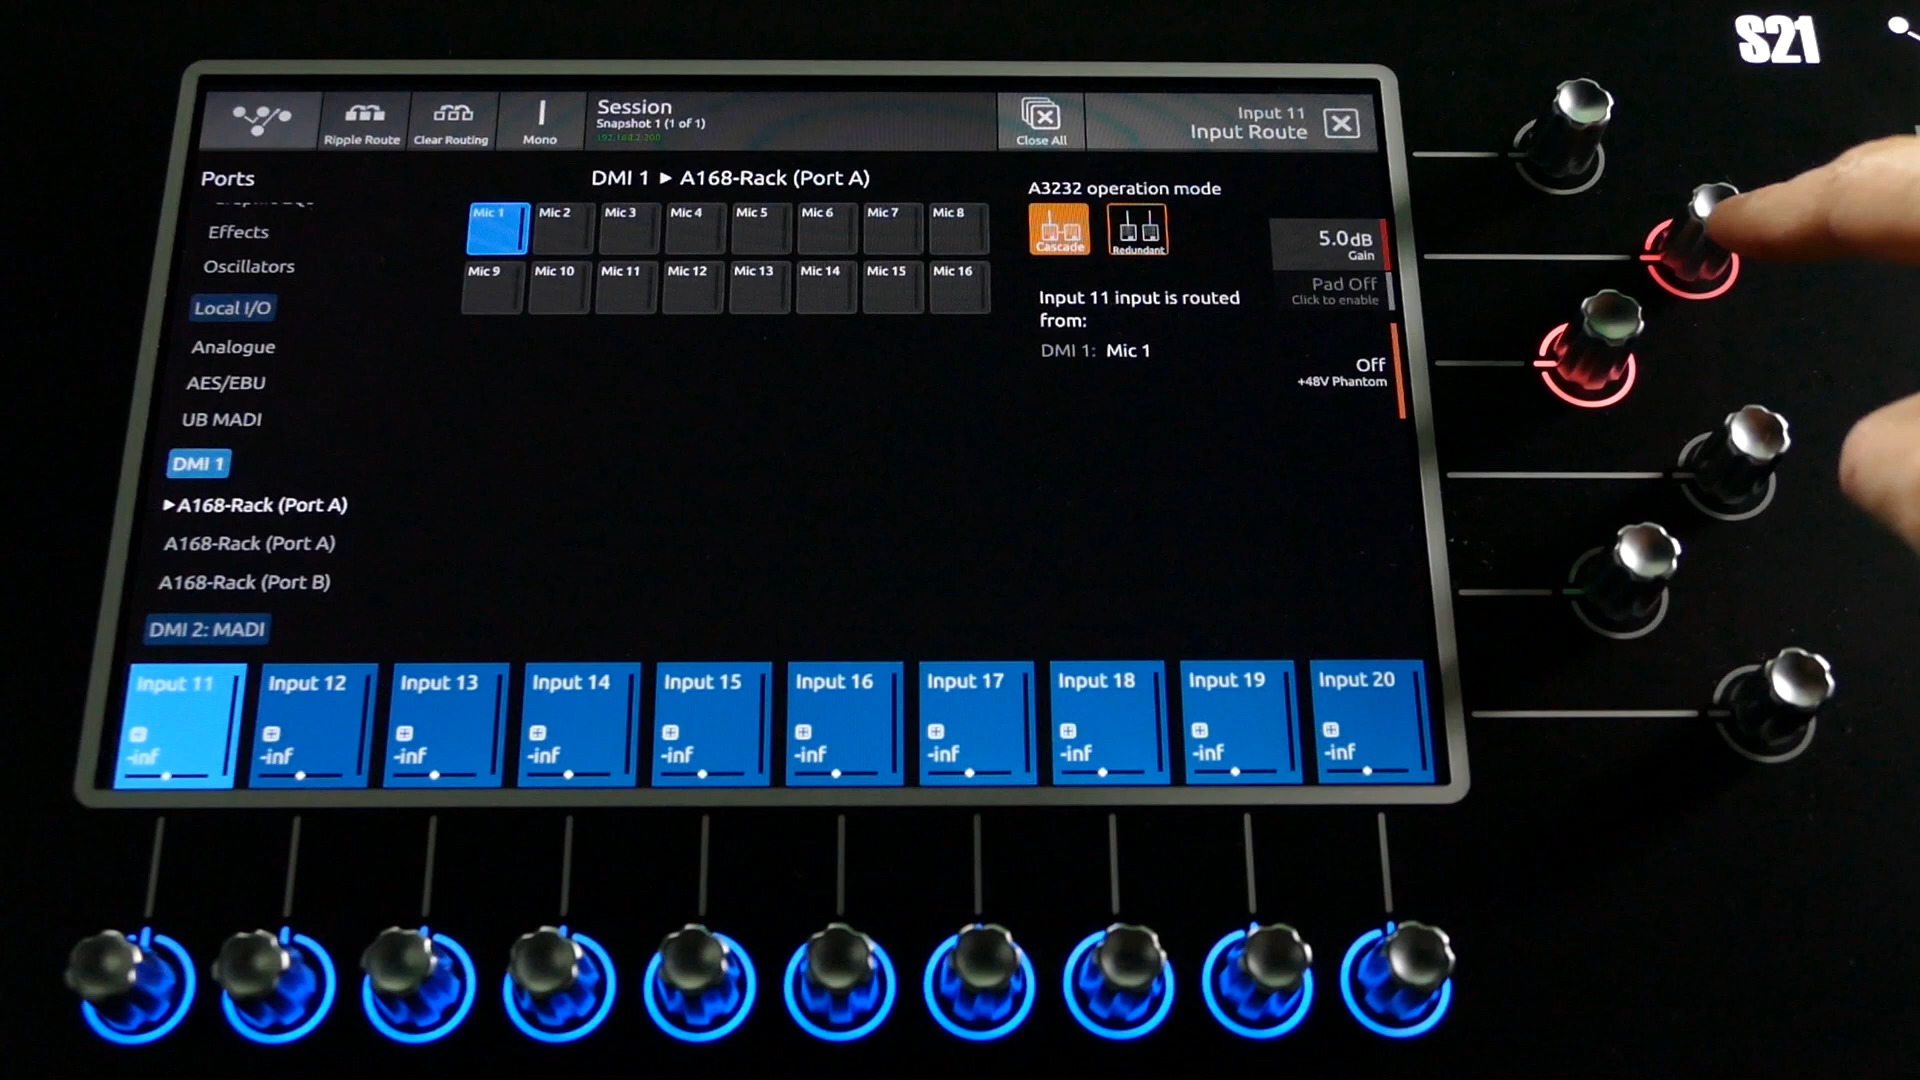 S21
Ripple Route
Clear Routing
Mono
Session
Snapshot 1 (1 of 1)
Close All
Input 11
Input Route
Ports
DMI 1 ► A168-Rack (Port A)
A3232 operation mode
Effects
Oscillators
Local I/O
Analogue
AES/EBU
UB MADI
DMI 1
►A168-Rack (Port A)
A168-Rack (Port A)
A168-Rack (Port B)
DMI 2: MADI
Mic 1 Mic 2 Mic 3 Mic 4 Mic 5 Mic 6 Mic 7 Mic 8
Mic 9 Mic 10 Mic 11 Mic 12 Mic 13 Mic 14 Mic 15 Mic 16
Cascade
Redundant
Input 11 input is routed
from:
DMI 1: Mic 1
5.0dB
Gain
Pad Off
Click to enable
Off
+48V Phantom
Input 11 Input 12 Input 13 Input 14 Input 15 Input 16 Input 17 Input 18 Input 19 Input 20
-inf -inf -inf -inf -inf -inf -inf -inf -inf -inf